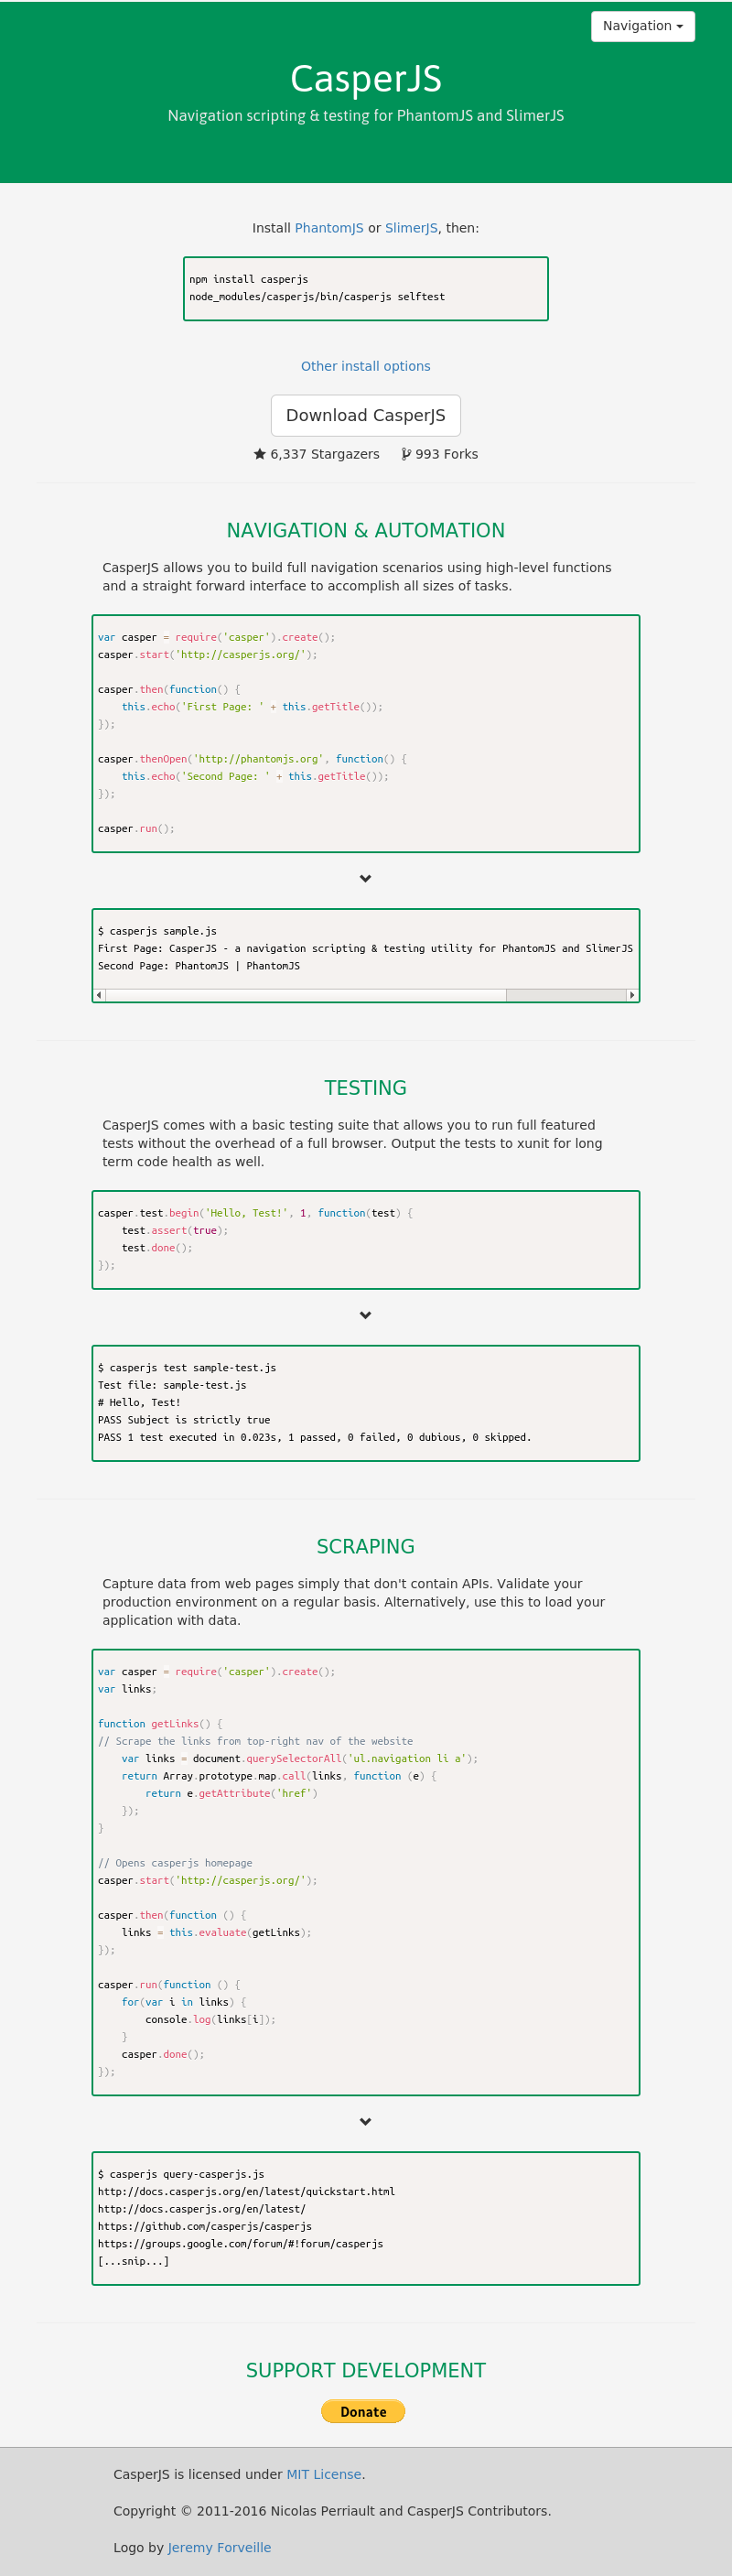 Navigation
CasperJS
Navigation scripting & testing for PhantomJS and SlimerJS
Install PhantomJS or SlimerJS, then:
npm install casperjs
node_modules/casperjs/bin/casperjs selftest
Other install options
Download CasperJS
6,337 Stargazers 993 Forks
NAVIGATION & AUTOMATION
CasperJS allows you to build full navigation scenarios using high-level functions
and a straight forward interface to accomplish all sizes of tasks.
var casper = require('casper').create();
casper.start('http://casperjs.org/');
casper.then(function() {
    this.echo('First Page: ' + this.getTitle());
});
casper.thenOpen('http://phantomjs.org', function() {
    this.echo('Second Page: ' + this.getTitle());
});
casper.run();
$ casperjs sample.js
First Page: CasperJS - a navigation scripting & testing utility for PhantomJS and SlimerJS
Second Page: PhantomJS | PhantomJS
TESTING
CasperJS comes with a basic testing suite that allows you to run full featured
tests without the overhead of a full browser. Output the tests to xunit for long
term code health as well.
casper.test.begin('Hello, Test!', 1, function(test) {
    test.assert(true);
    test.done();
});
$ casperjs test sample-test.js
Test file: sample-test.js
# Hello, Test!
PASS Subject is strictly true
PASS 1 test executed in 0.023s, 1 passed, 0 failed, 0 dubious, 0 skipped.
SCRAPING
Capture data from web pages simply that don't contain APIs. Validate your
production environment on a regular basis. Alternatively, use this to load your
application with data.
var casper = require('casper').create();
var links;
function getLinks() {
// Scrape the links from top-right nav of the website
    var links = document.querySelectorAll('ul.navigation li a');
    return Array.prototype.map.call(links, function (e) {
        return e.getAttribute('href')
    });
}
// Opens casperjs homepage
casper.start('http://casperjs.org/');
casper.then(function () {
    links = this.evaluate(getLinks);
});
casper.run(function () {
    for(var i in links) {
        console.log(links[i]);
    }
    casper.done();
});
$ casperjs query-casperjs.js
http://docs.casperjs.org/en/latest/quickstart.html
http://docs.casperjs.org/en/latest/
https://github.com/casperjs/casperjs
https://groups.google.com/forum/#!forum/casperjs
[...snip...]
SUPPORT DEVELOPMENT
Donate
CasperJS is licensed under MIT License.
Copyright © 2011-2016 Nicolas Perriault and CasperJS Contributors.
Logo by Jeremy Forveille